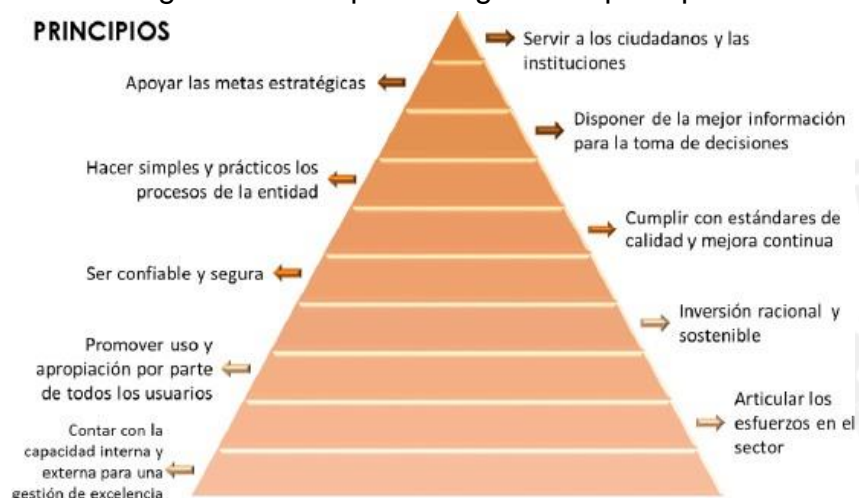 PRINCIPIOS
Servir a los ciudadanos y las
instituciones
Apoyar las metas estratégicas
Disponer de la mejor información
para la toma de decisiones
Hacer simples y prácticos los
procesos de la entidad
Cumplir con estándares de
calidad y mejora continua
Ser confiable y segura
Inversión racional y
sostenible
Promover uso y
apropiación por parte
de todos los usuarios
Articular los
esfuerzos en el
sector
Contar con la
capacidad interna y
externa para una
gestión de excelencia